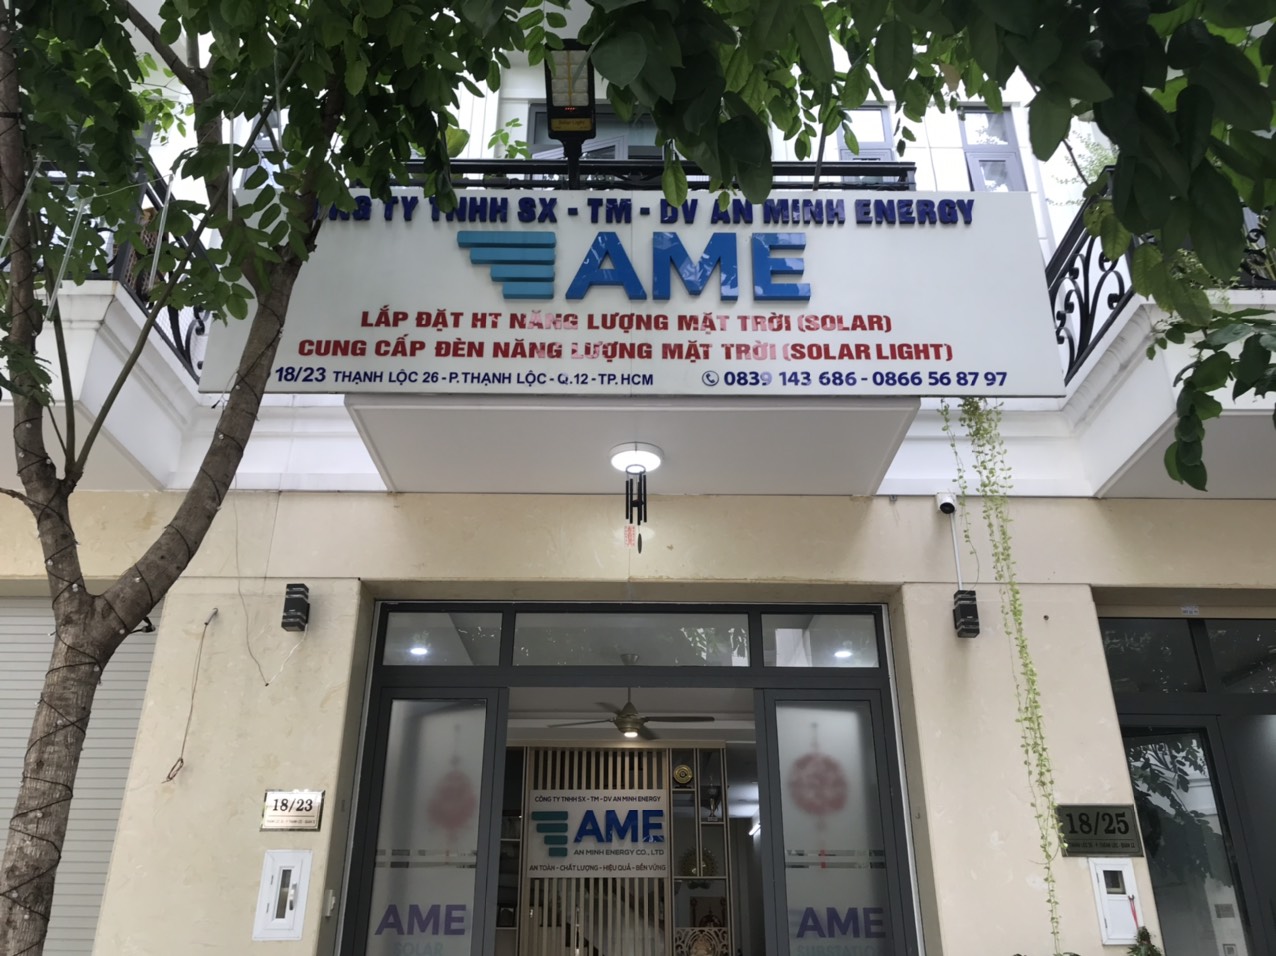 TY TNHH SX - TM - DV AN MINH ENERGY
AME
LẮP ĐẶT HT NĂNG LƯỢNG MẶT TRỜI (SOLAR)
CUNG CẤP ĐÈN NĂNG LƯỢNG MẶT TRỜI (SOLAR LIGHT)
18/23 THẠNH LỘC 26-P.THẠNH LỘC-Q.12-TP.HCM 0839 143 686-0866 56 87 97
CÔNG TY TNHH SX - TM - DV AN MINH ENERGY
AME
AN MINH ENERGY CO., LTD
AN TOÀN - CHẤT LƯỢNG - HIỆU QUẢ - BỀN VỮNG
18/23
18/25
AME
SOLAR
AME